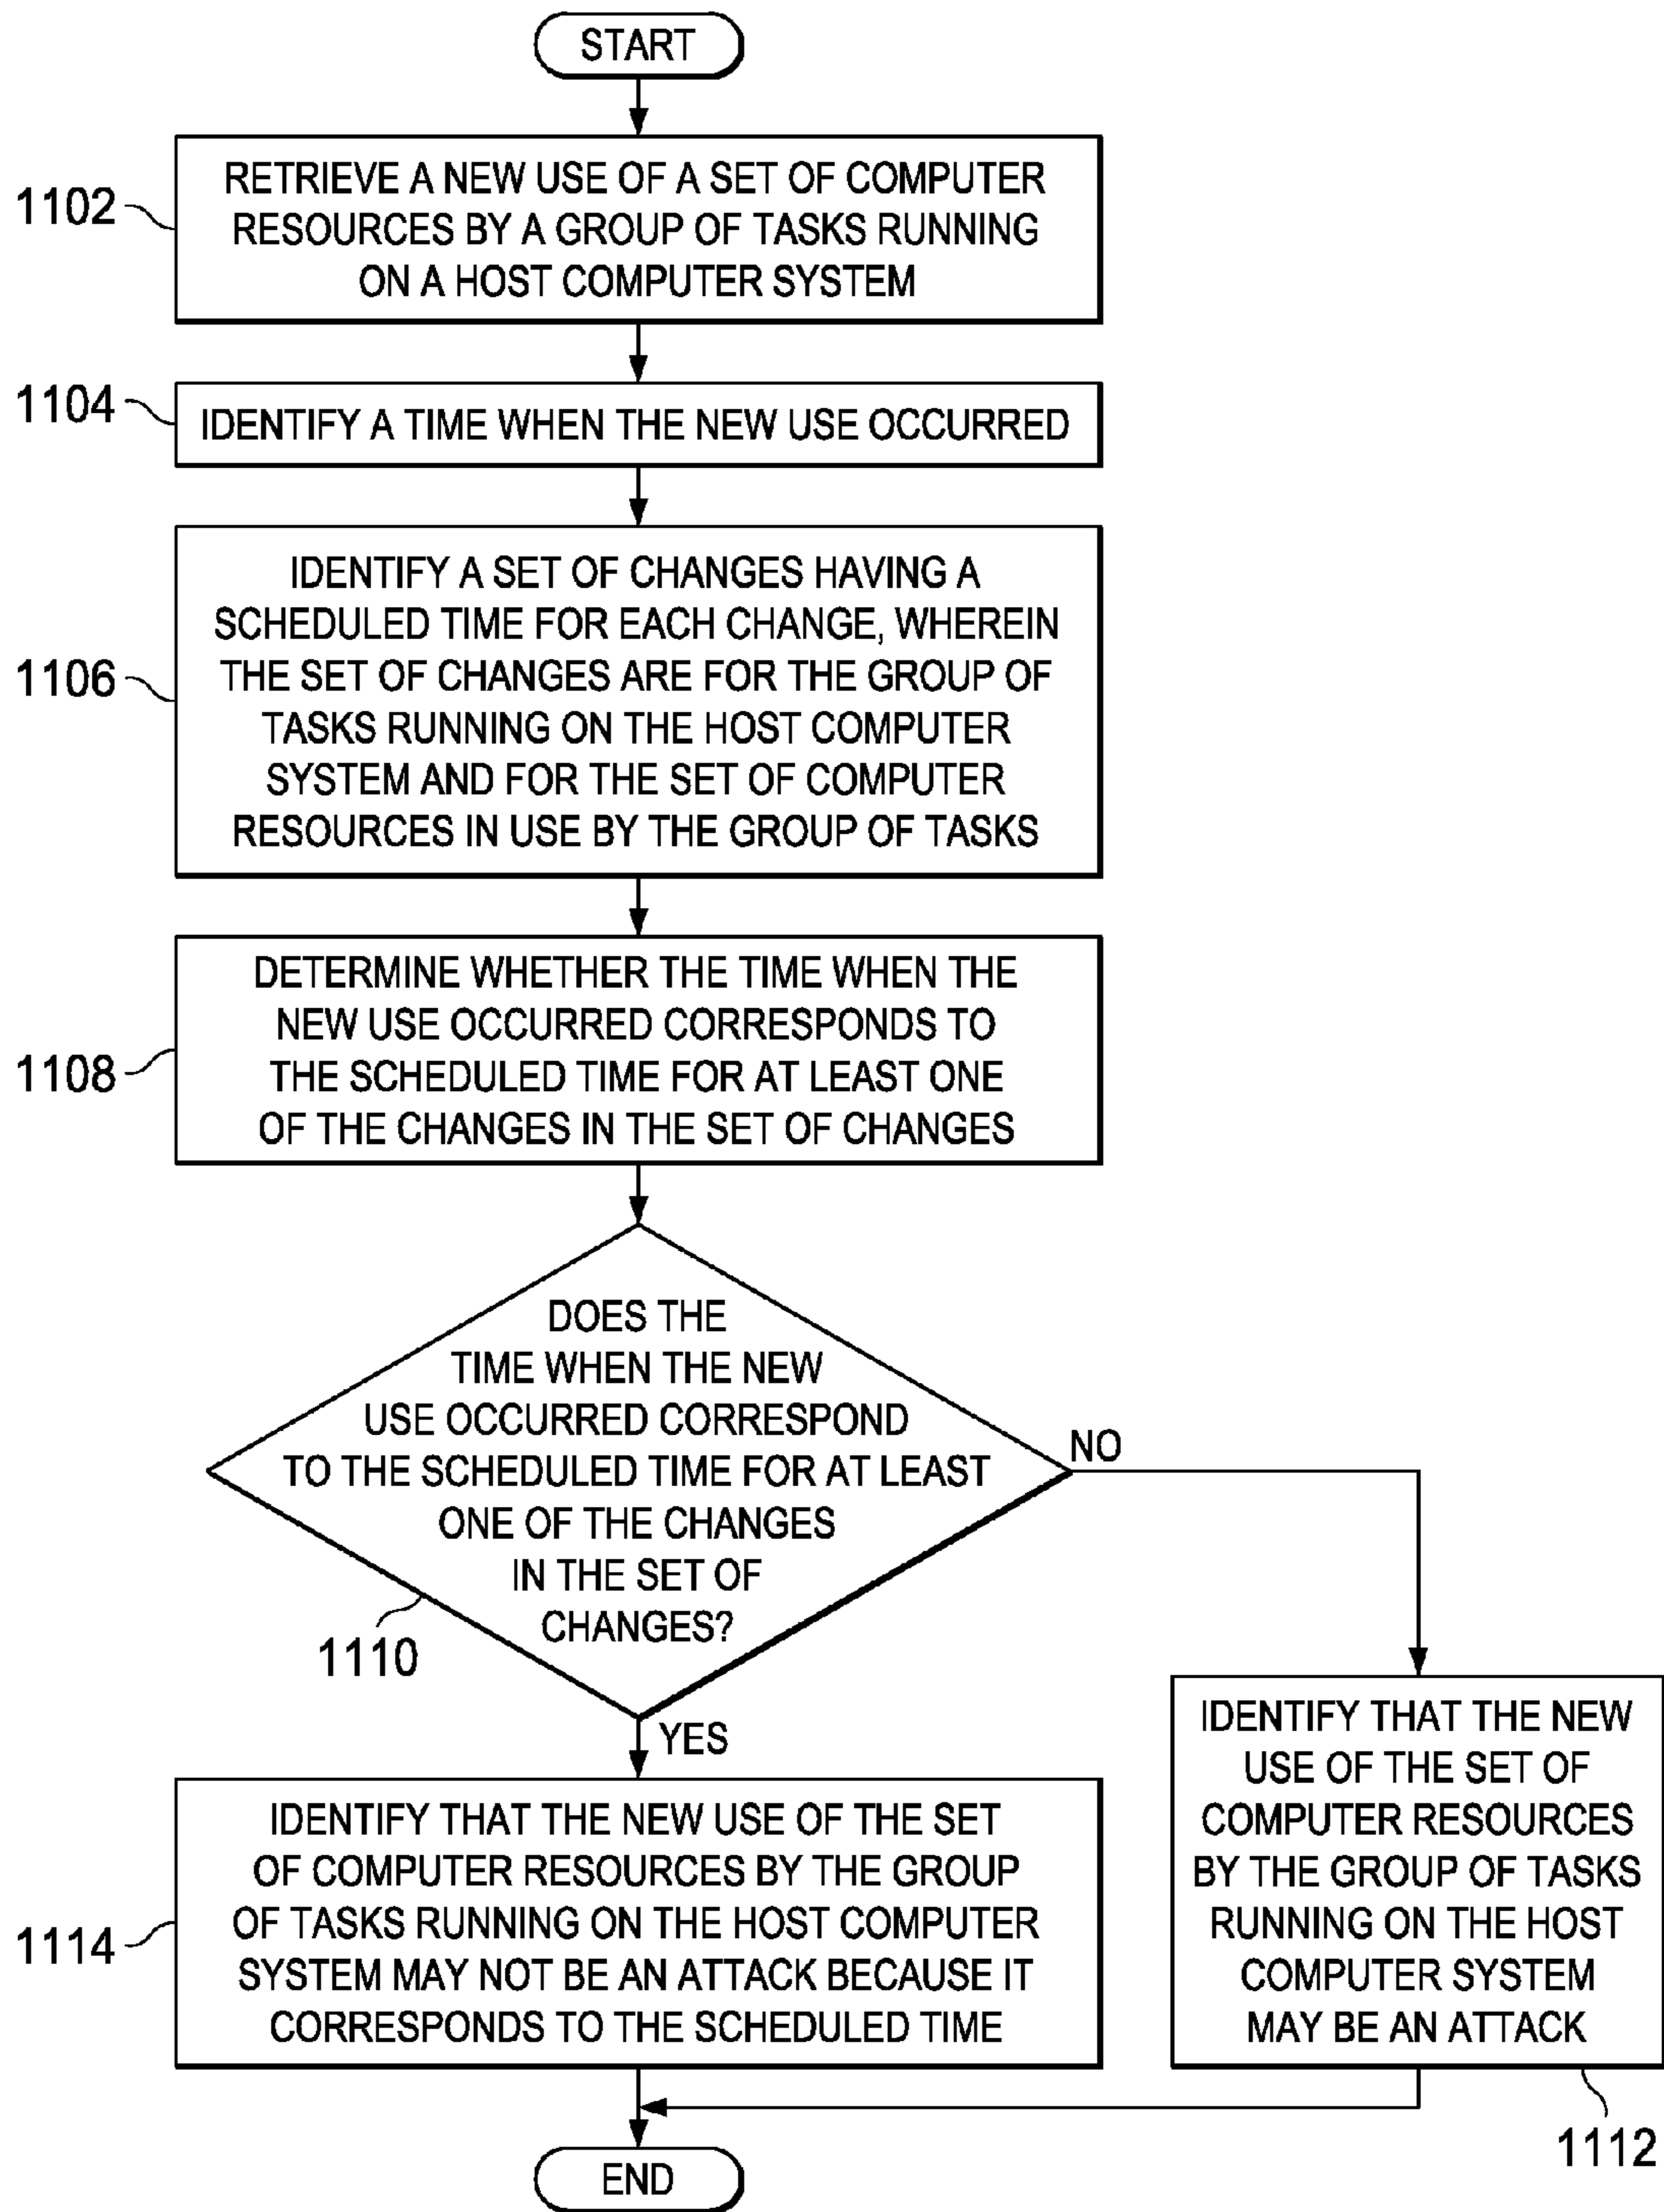 START
1102
RETRIEVE A NEW USE OF A SET OF COMPUTER
RESOURCES BY A GROUP OF TASKS RUNNING
ON A HOST COMPUTER SYSTEM
1104
IDENTIFY A TIME WHEN THE NEW USE OCCURRED
1106
IDENTIFY A SET OF CHANGES HAVING A
SCHEDULED TIME FOR EACH CHANGE, WHEREIN
THE SET OF CHANGES ARE FOR THE GROUP OF
TASKS RUNNING ON THE HOST COMPUTER
SYSTEM AND FOR THE SET OF COMPUTER
RESOURCES IN USE BY THE GROUP OF TASKS
1108
DETERMINE WHETHER THE TIME WHEN THE
NEW USE OCCURRED CORRESPONDS TO
THE SCHEDULED TIME FOR AT LEAST ONE
OF THE CHANGES IN THE SET OF CHANGES
DOES THE
TIME WHEN THE NEW
USE OCCURRED CORRESPOND
TO THE SCHEDULED TIME FOR AT LEAST
ONE OF THE CHANGES
IN THE SET OF
CHANGES?
1110
NO
YES
IDENTIFY THAT THE NEW
USE OF THE SET OF
COMPUTER RESOURCES
BY THE GROUP OF TASKS
RUNNING ON THE HOST
COMPUTER SYSTEM
MAY BE AN ATTACK
1112
1114
IDENTIFY THAT THE NEW USE OF THE SET
OF COMPUTER RESOURCES BY THE GROUP
OF TASKS RUNNING ON THE HOST COMPUTER
SYSTEM MAY NOT BE AN ATTACK BECAUSE IT
CORRESPONDS TO THE SCHEDULED TIME
END